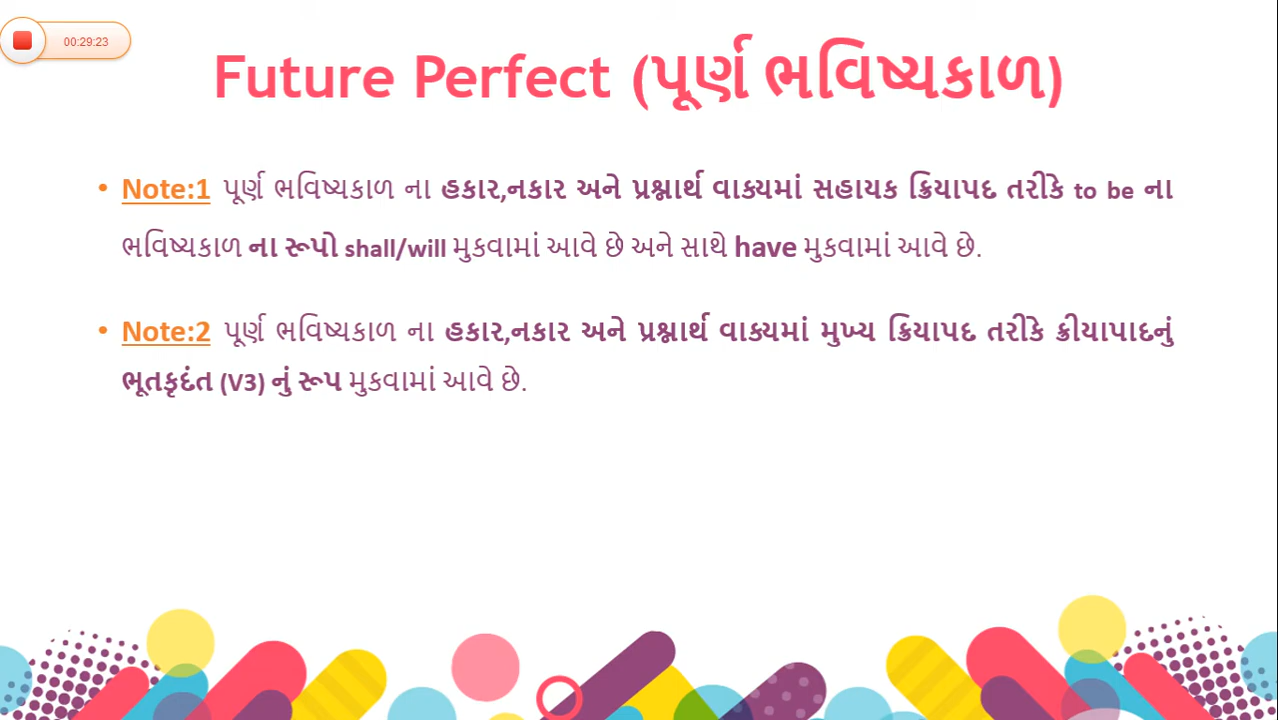 00:29:23
Future Perfect (પૂર્ણ ભવિષ્યકાળ)
• Note:1 પૂર્ણ ભવિષ્યકાળ ના હકાર,નકાર અને પ્રશ્નાર્થ વાક્યમાં સહાયક ક્રિયાપદ તરીકે to be ના
ભવિષ્યકાળ ના રૂપો shall/will મુકવામાં આવે છે અને સાથે have મુકવામાં આવે છે.
• Note:2 પૂર્ણ ભવિષ્યકાળ ના હકાર,નકાર અને પ્રશ્નાર્થ વાક્યમાં મુખ્ય ક્રિયાપદ તરીકે ક્રીયાપાદનું
ભૂતકૃદંત (V3) નું રૂપ મુકવામાં આવે છે.